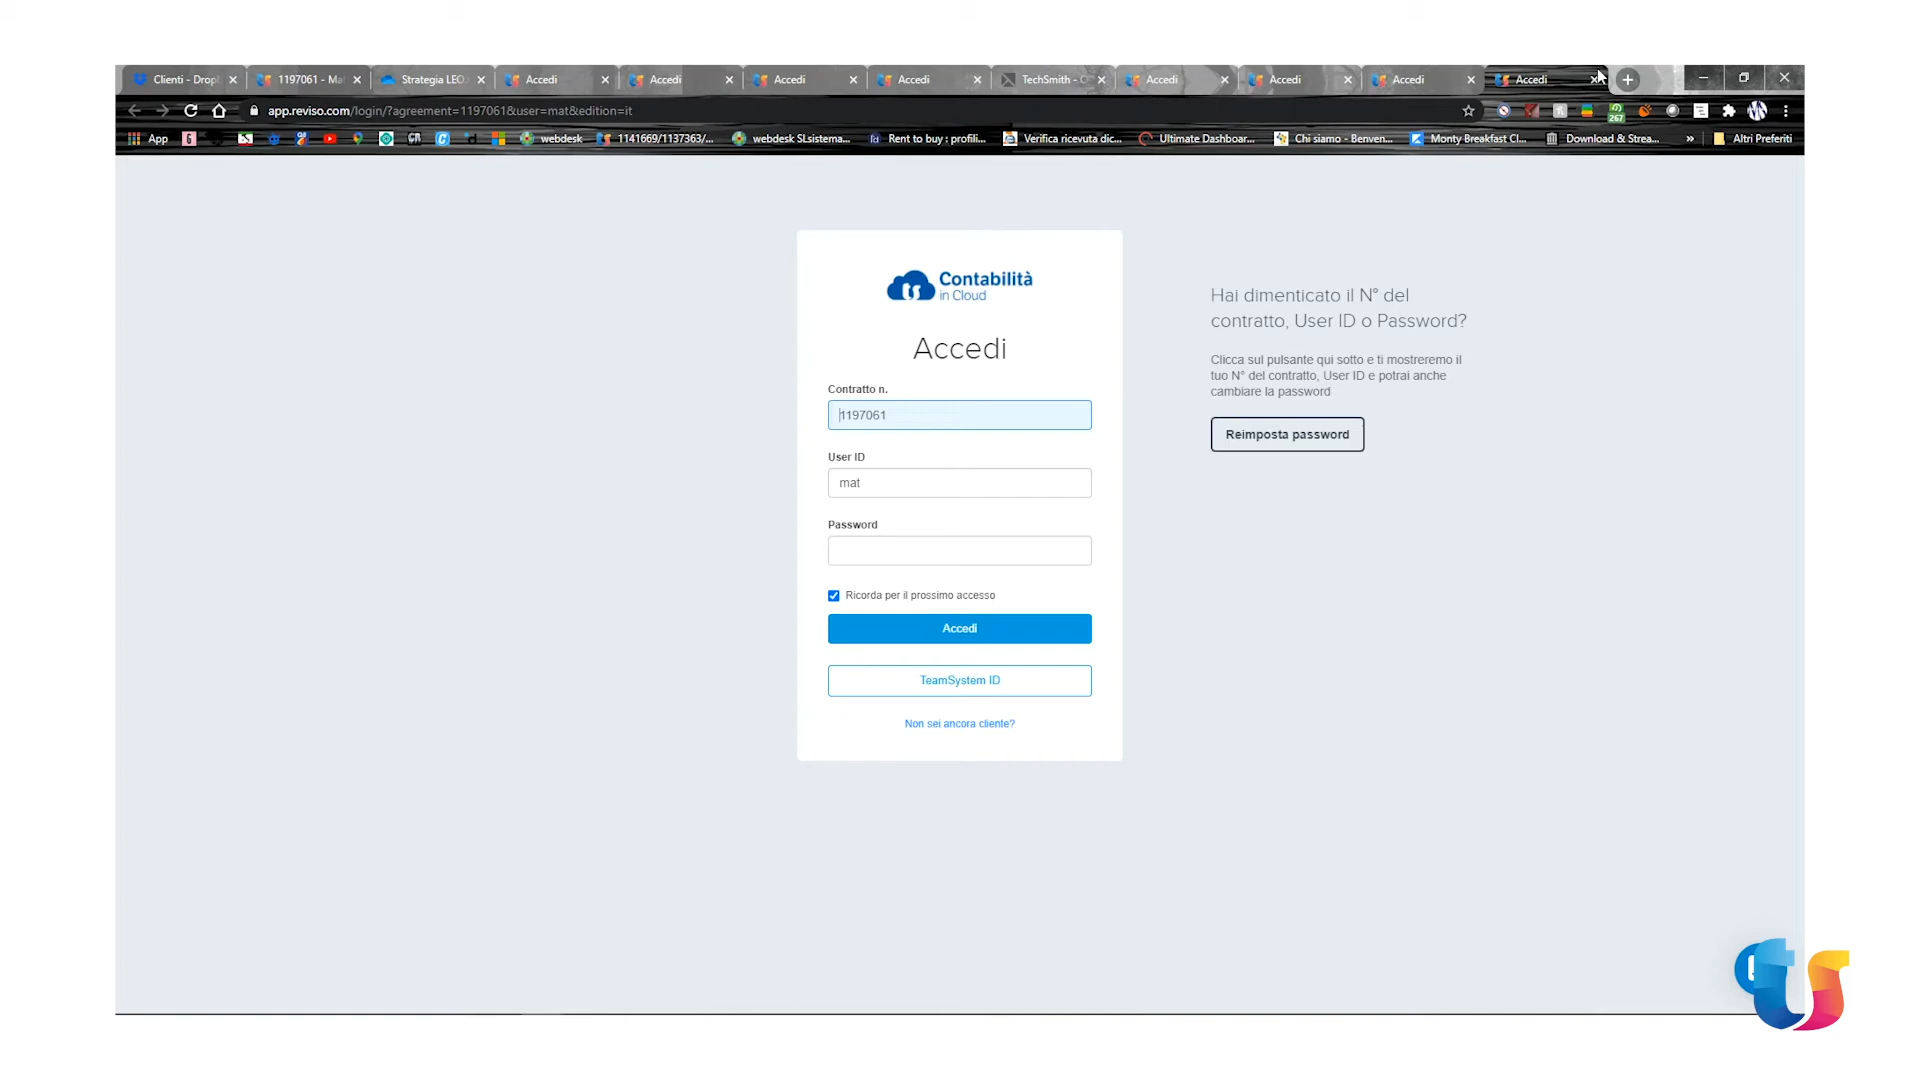 Clienti - Drop
1197061 - Ma
Strategia LEO
Accedi
Accedi
Accedi
Accedi
TechSmith -
Accedi
Accedi
Accedi
Accedi
app.reviso.com/login/?agreement=1197061&user=mat&edition=it
267
App
webdesk
1141669/1137363/...
webdesk SLsistema...
Rent to buy : profili...
Verifica ricevuta dic...
Ultimate Dashboar...
Chi siamo - Benven...
Monty Breakfast Cl...
Download & Strea...
»
Altri Preferiti
Contabilità
in Cloud
Accedi
Contratto n.
1197061
User ID
mat
Password
Ricorda per il prossimo accesso
Accedi
TeamSystem ID
Non sei ancora cliente?
Hai dimenticato il N° del
contratto, User ID o Password?
Clicca sul pulsante qui sotto e ti mostreremo il
tuo N° del contratto, User ID e potrai anche
cambiare la password
Reimposta password
ts